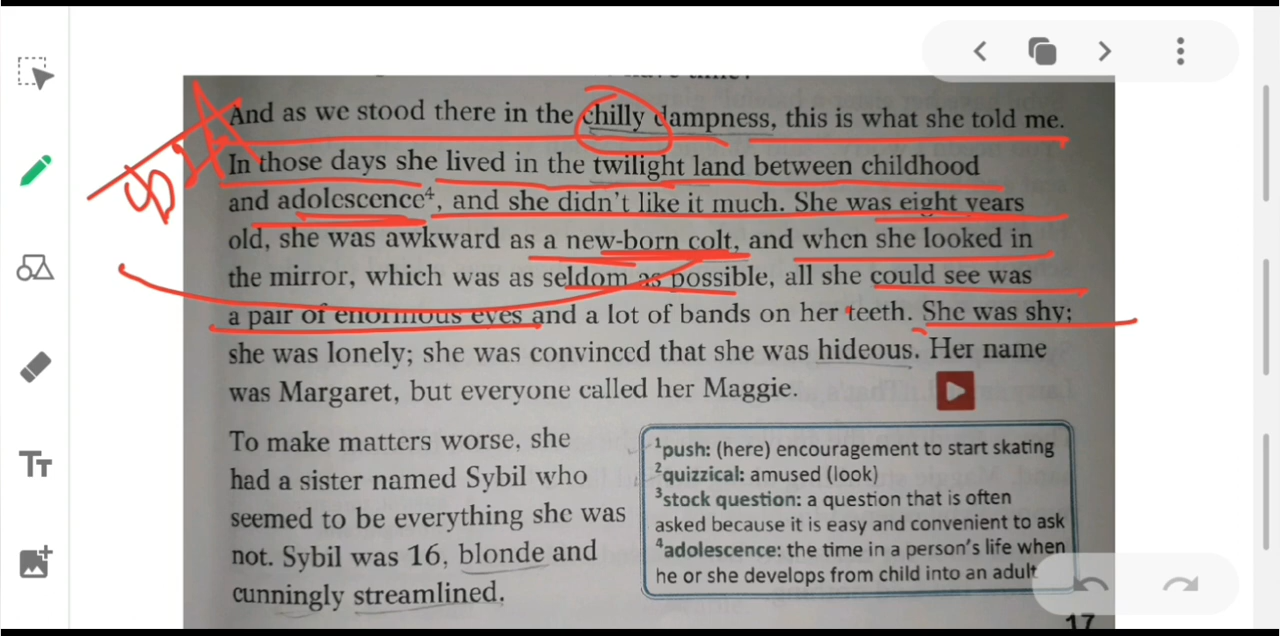 And as we stood there in the chilly dampness, this is what she told me.
In those days she lived in the twilight land between childhood
and adolescence⁴, and she didn't like it much. She was eight years
old, she was awkward as a new-born colt, and when she looked in
the mirror, which was as seldom as possible, all she could see was
a pair of enormous eyes and a lot of bands on her teeth. She was shy;
she was lonely; she was convinced that she was hideous. Her name
was Margaret, but everyone called her Maggie.
To make matters worse, she
had a sister named Sybil who
seemed to be everything she was
not. Sybil was 16, blonde and
cunningly streamlined.
¹push: (here) encouragement to start skating
²quizzical: amused (look)
³stock question: a question that is often
asked because it is easy and convenient to ask
⁴adolescence: the time in a person's life when
he or she develops from child into an adult
17
Tт